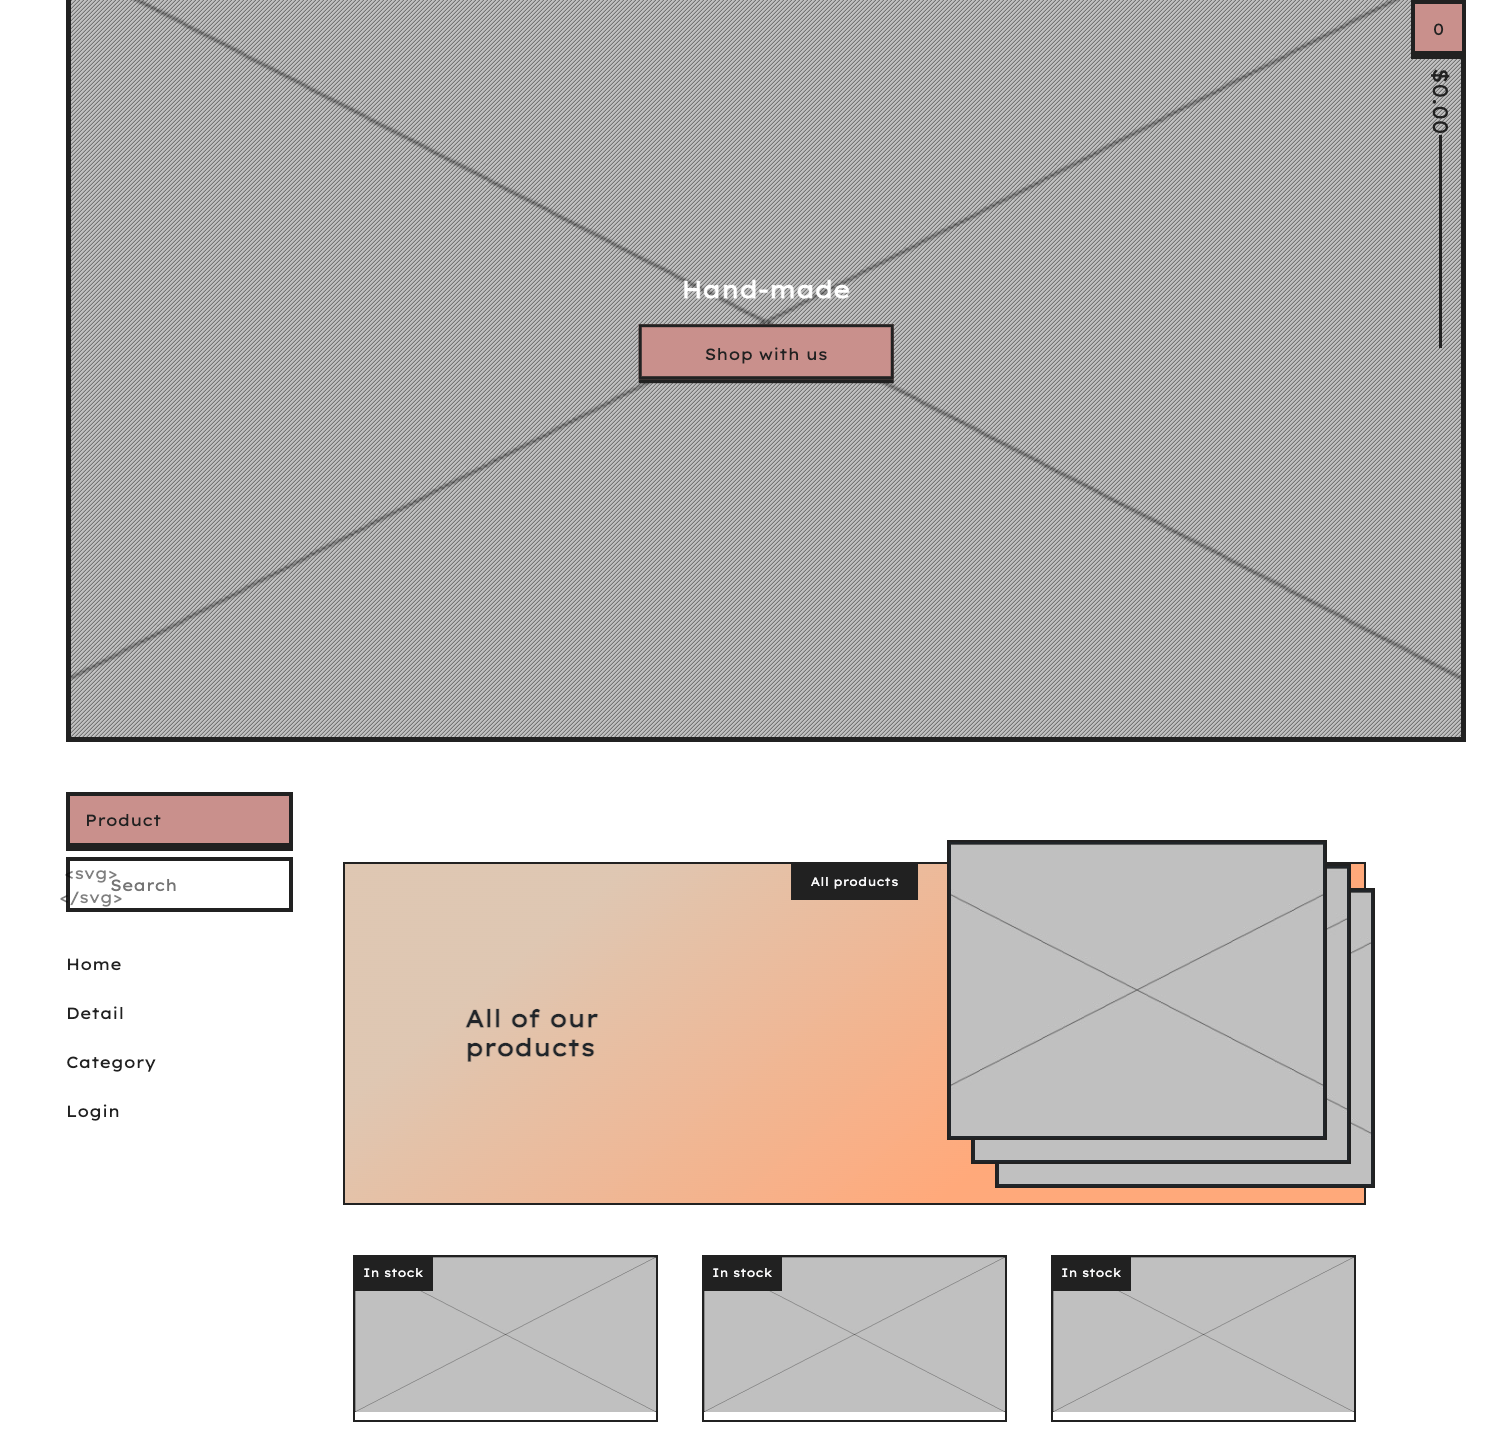 0
$0.00
Hand-made
Shop with us
Product
<svg>
Search
</svg>
Home
Detail
Category
Login
All products
All of our
products
In stock
In stock
In stock